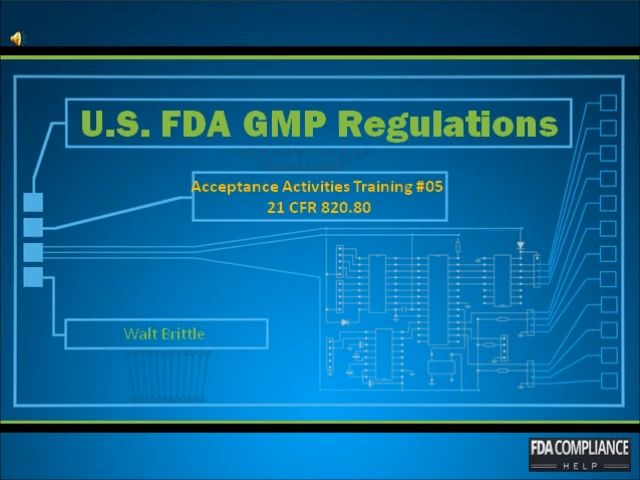 U.S. FDA GMP Regulations
Acceptance Activities Training #05
21 CFR 820.80
Walt Brittle
FDA COMPLIANCE
HELP